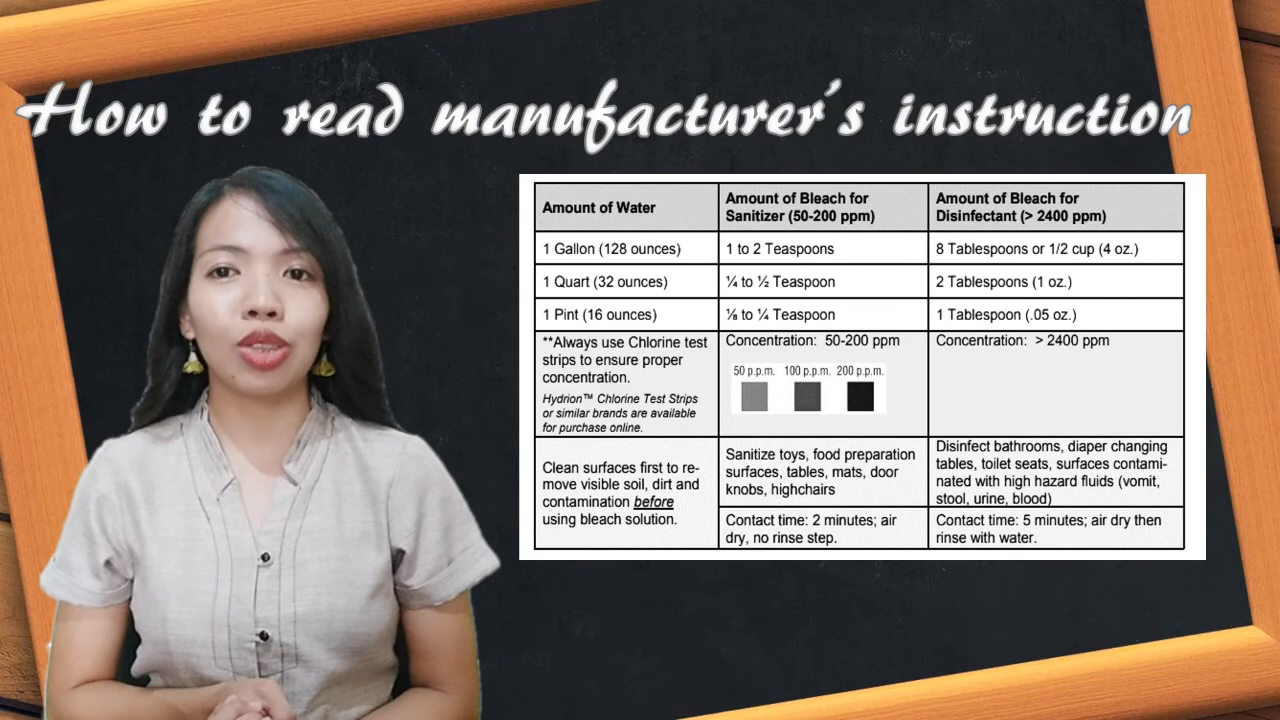 How to read manufacturer's instruction
Amount of Water
Amount of Bleach for
Sanitizer (50-200 ppm)
Amount of Bleach for
Disinfectant (> 2400 ppm)
1 Gallon (128 ounces)
1 to 2 Teaspoons
8 Tablespoons or 1/2 cup (4 oz.)
1 Quart (32 ounces)
¼ to ½ Teaspoon
2 Tablespoons (1 oz.)
1 Pint (16 ounces)
⅛ to ¼ Teaspoon
1 Tablespoon (.05 oz.)
**Always use Chlorine test
strips to ensure proper
concentration.
Hydrion™ Chlorine Test Strips
or similar brands are available
for purchase online.
Concentration: 50-200 ppm
50 p.p.m. 100 p.p.m. 200 p.p.m.
Concentration: > 2400 ppm
Clean surfaces first to re-
move visible soil, dirt and
contamination before
using bleach solution.
Sanitize toys, food preparation
surfaces, tables, mats, door
knobs, highchairs
Disinfect bathrooms, diaper changing
tables, toilet seats, surfaces contami-
nated with high hazard fluids (vomit,
stool, urine, blood)
Contact time: 2 minutes; air
dry, no rinse step.
Contact time: 5 minutes; air dry then
rinse with water.